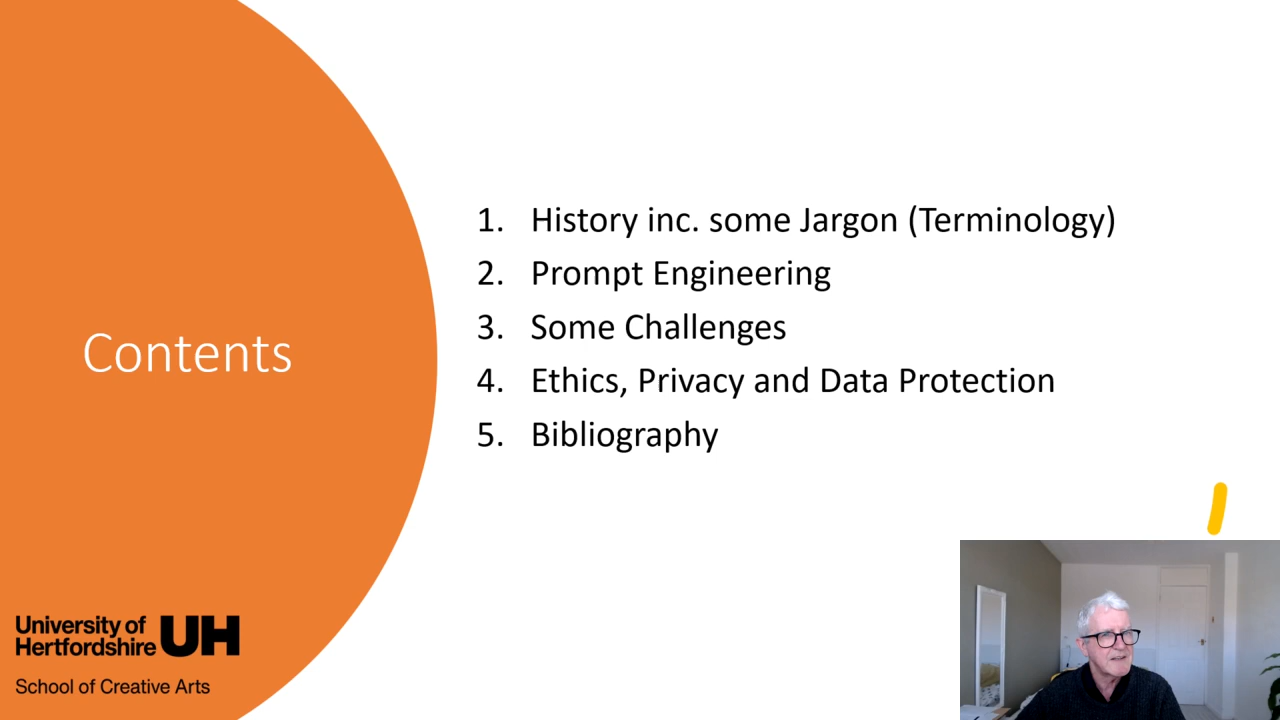 Contents
1. History inc. some Jargon (Terminology)
2. Prompt Engineering
3. Some Challenges
4. Ethics, Privacy and Data Protection
5. Bibliography
University of
Hertfordshire UH
School of Creative Arts